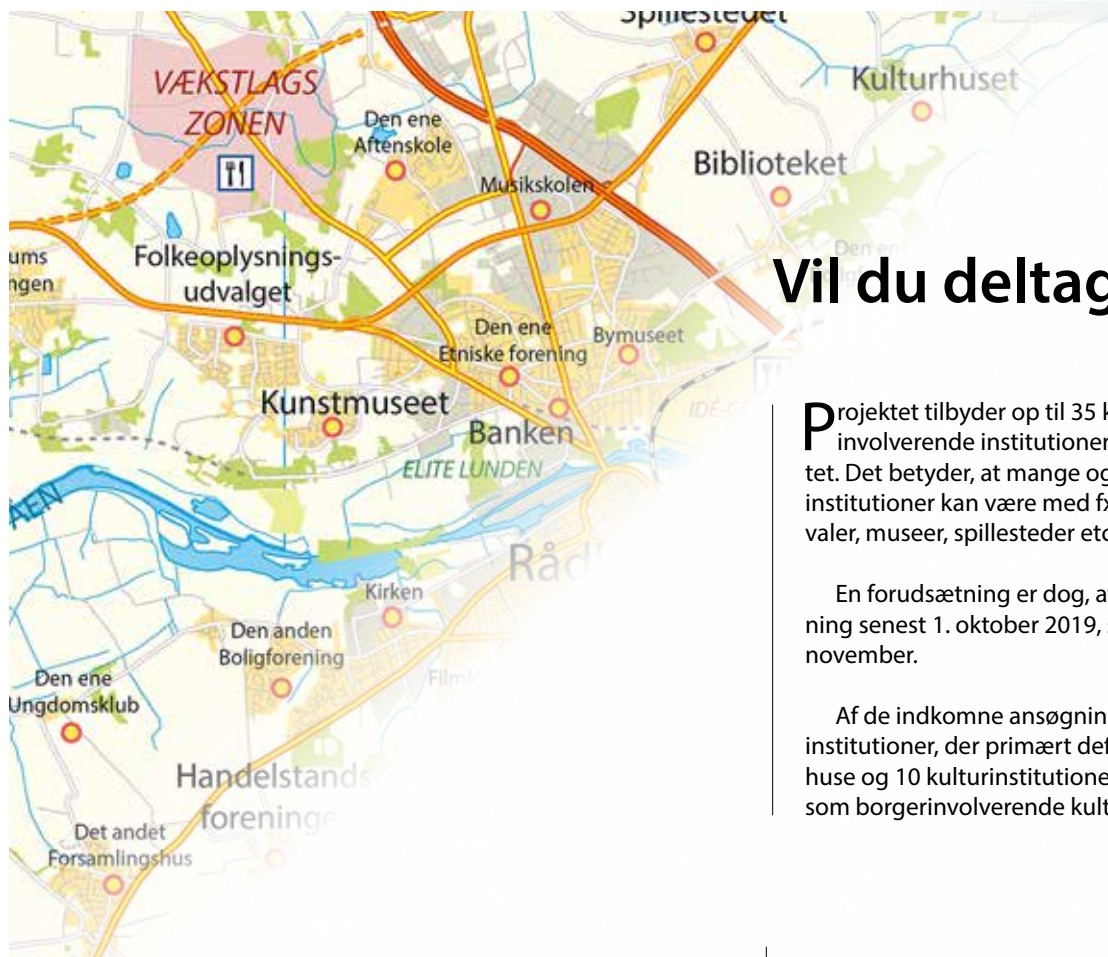 Spillestedet
Kulturhuset
VÆKSTLAGS
ZONEN
Den ene
Aftenskole
Biblioteket
Musikskolen
ums
ngen
Folkeoplysnings-
udvalget
Den ene
Vil du deltag
Den ene
Etniske forening
Bymuseet
Kunstmuseet
Banken
ELITE LUNDEN
AEN
Kirken
Den anden
Boligforening
Den ene
Ungdomsklub
Handelstands
foreninge
Det andet
Forsamlingshus
Projektet tilbyder op til 35 k
involverende institutioner
tet. Det betyder, at mange og
institutioner kan være med fx
valer, museer, spillesteder etc
En forudsætning er dog, a
ning senest 1. oktober 2019,
november.
Af de indkomne ansøgnin
institutioner, der primært def
huse og 10 kulturinstitutione
som borgerinvolverende kult